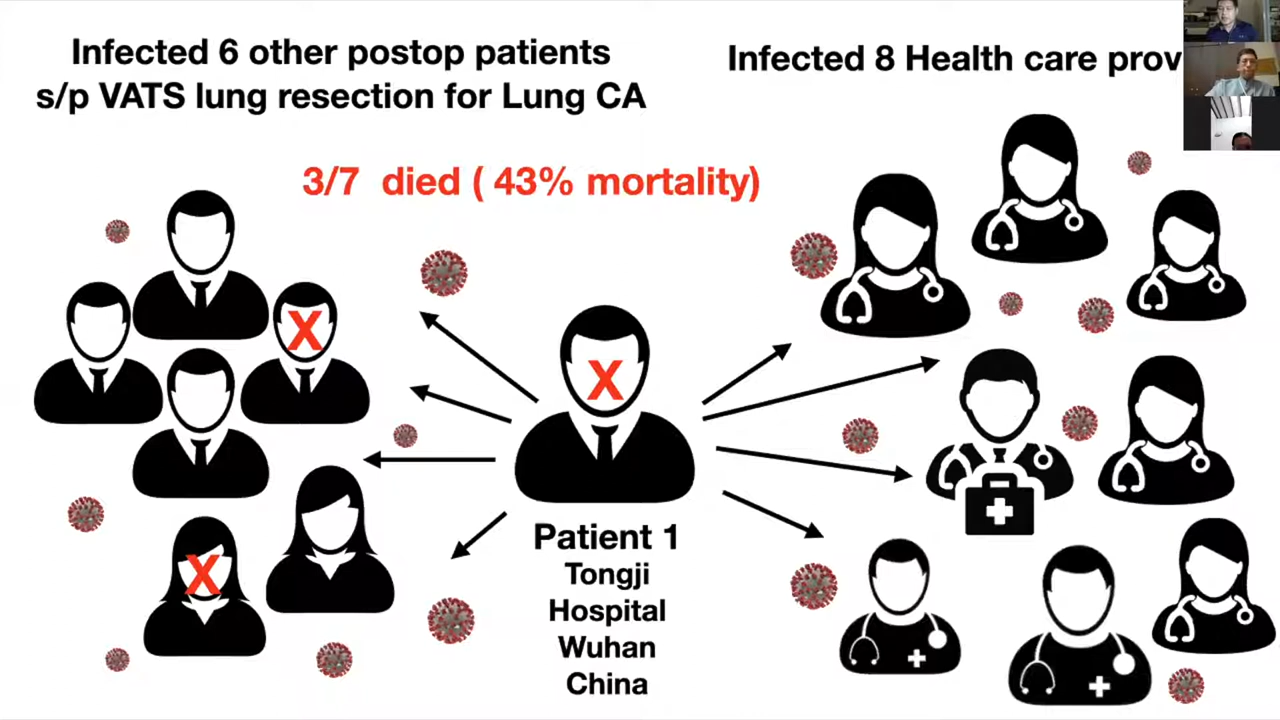 Infected 6 other postop patients
s/p VATS lung resection for Lung CA
Infected 8 Health care prov
3/7 died ( 43% mortality)
X
X
X
Patient 1
Tongji
Hospital
Wuhan
China